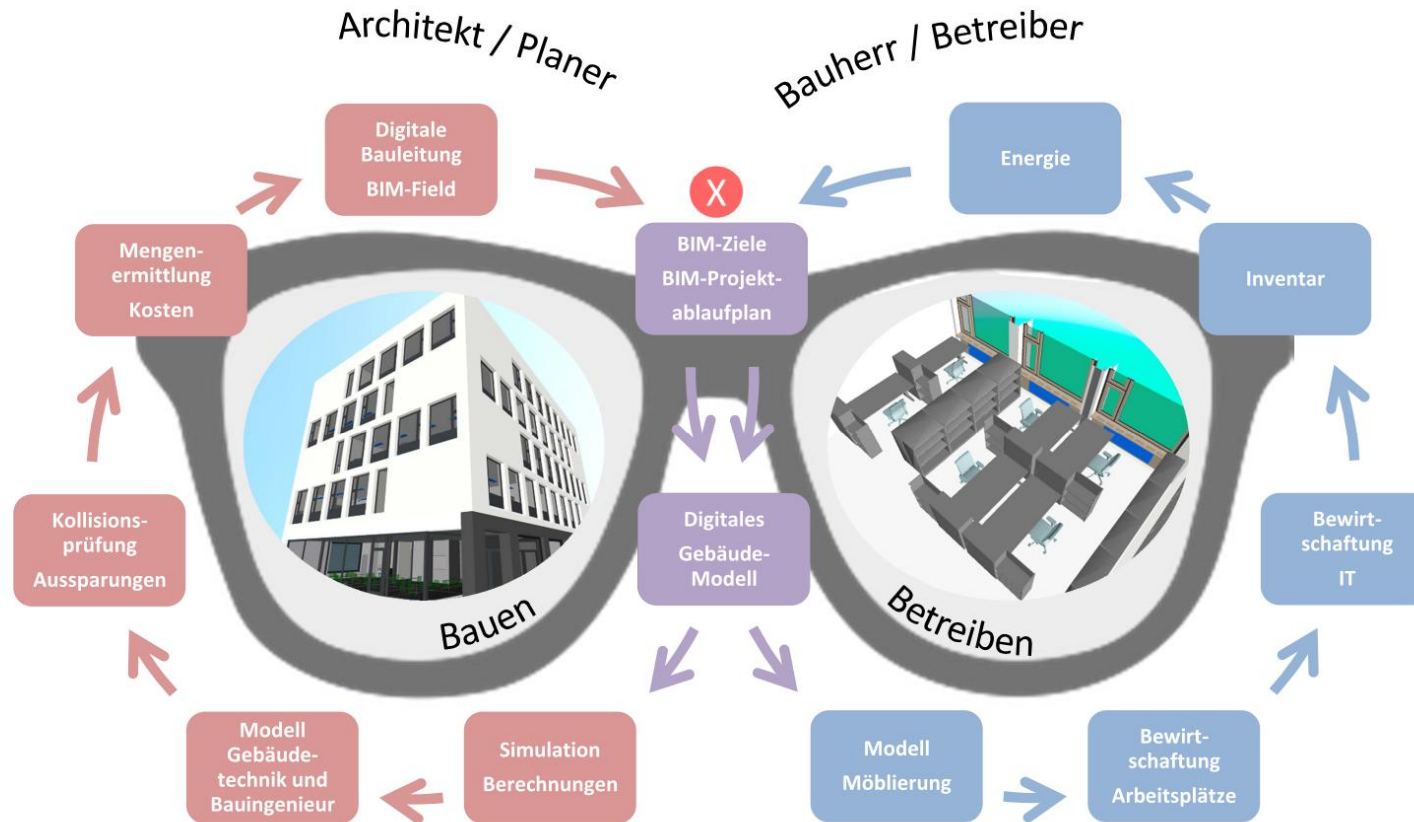 Architekt / Planer
Bauherr / Betreiber
Digitale
Bauleitung
BIM-Field
Energie
X
Mengen-
ermittlung
Kosten
BIM-Ziele
BIM-Projekt-
ablaufplan
Inventar
Kollisions-
prüfung
Aussparungen
Digitales
Gebäude-
Modell
Bewirt-
schaftung
IT
Bauen
Betreiben
Modell
Gebäude-
technik und
Bauingenieur
Simulation
Berechnungen
Modell
Möblierung
Bewirt-
schaftung
Arbeitsplätze